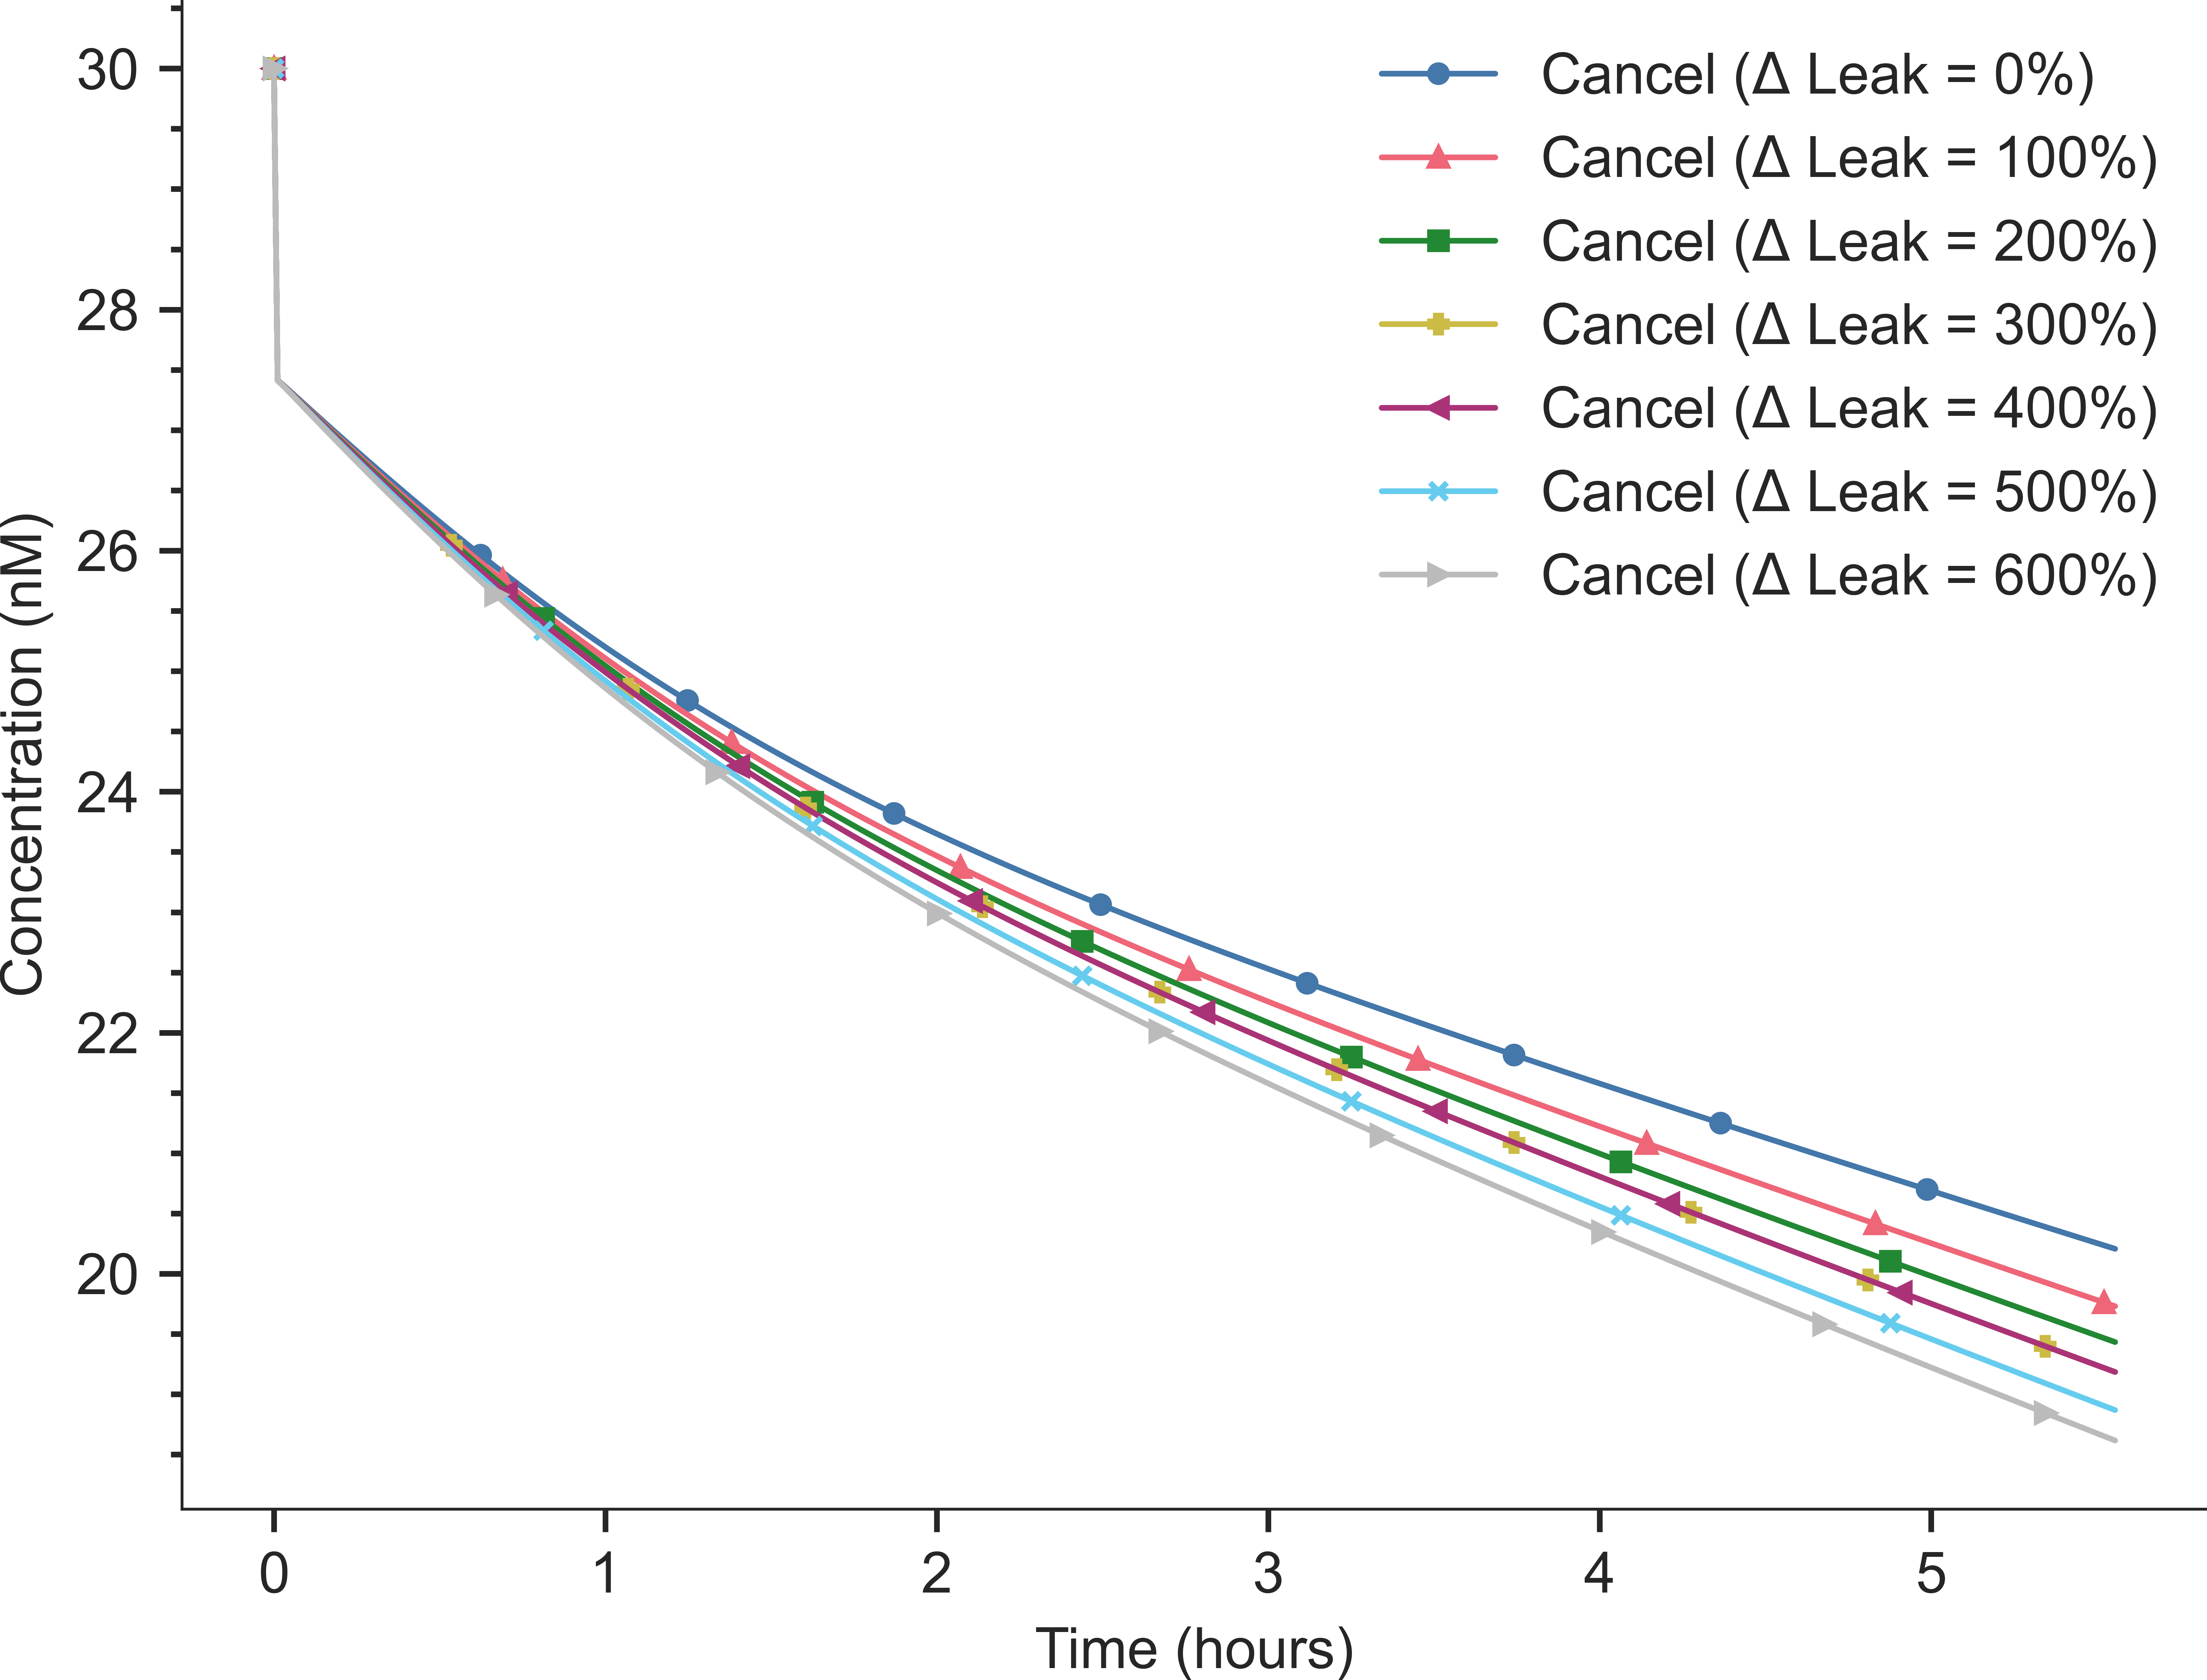 Concentration (nM)
30
28
26
24
22
20
Cancel (Δ Leak = 0%)
Cancel (Δ Leak = 100%)
Cancel (Δ Leak = 200%)
Cancel (Δ Leak = 300%)
Cancel (Δ Leak = 400%)
Cancel (Δ Leak = 500%)
Cancel (Δ Leak = 600%)
0 1 2 3 4 5
Time (hours)